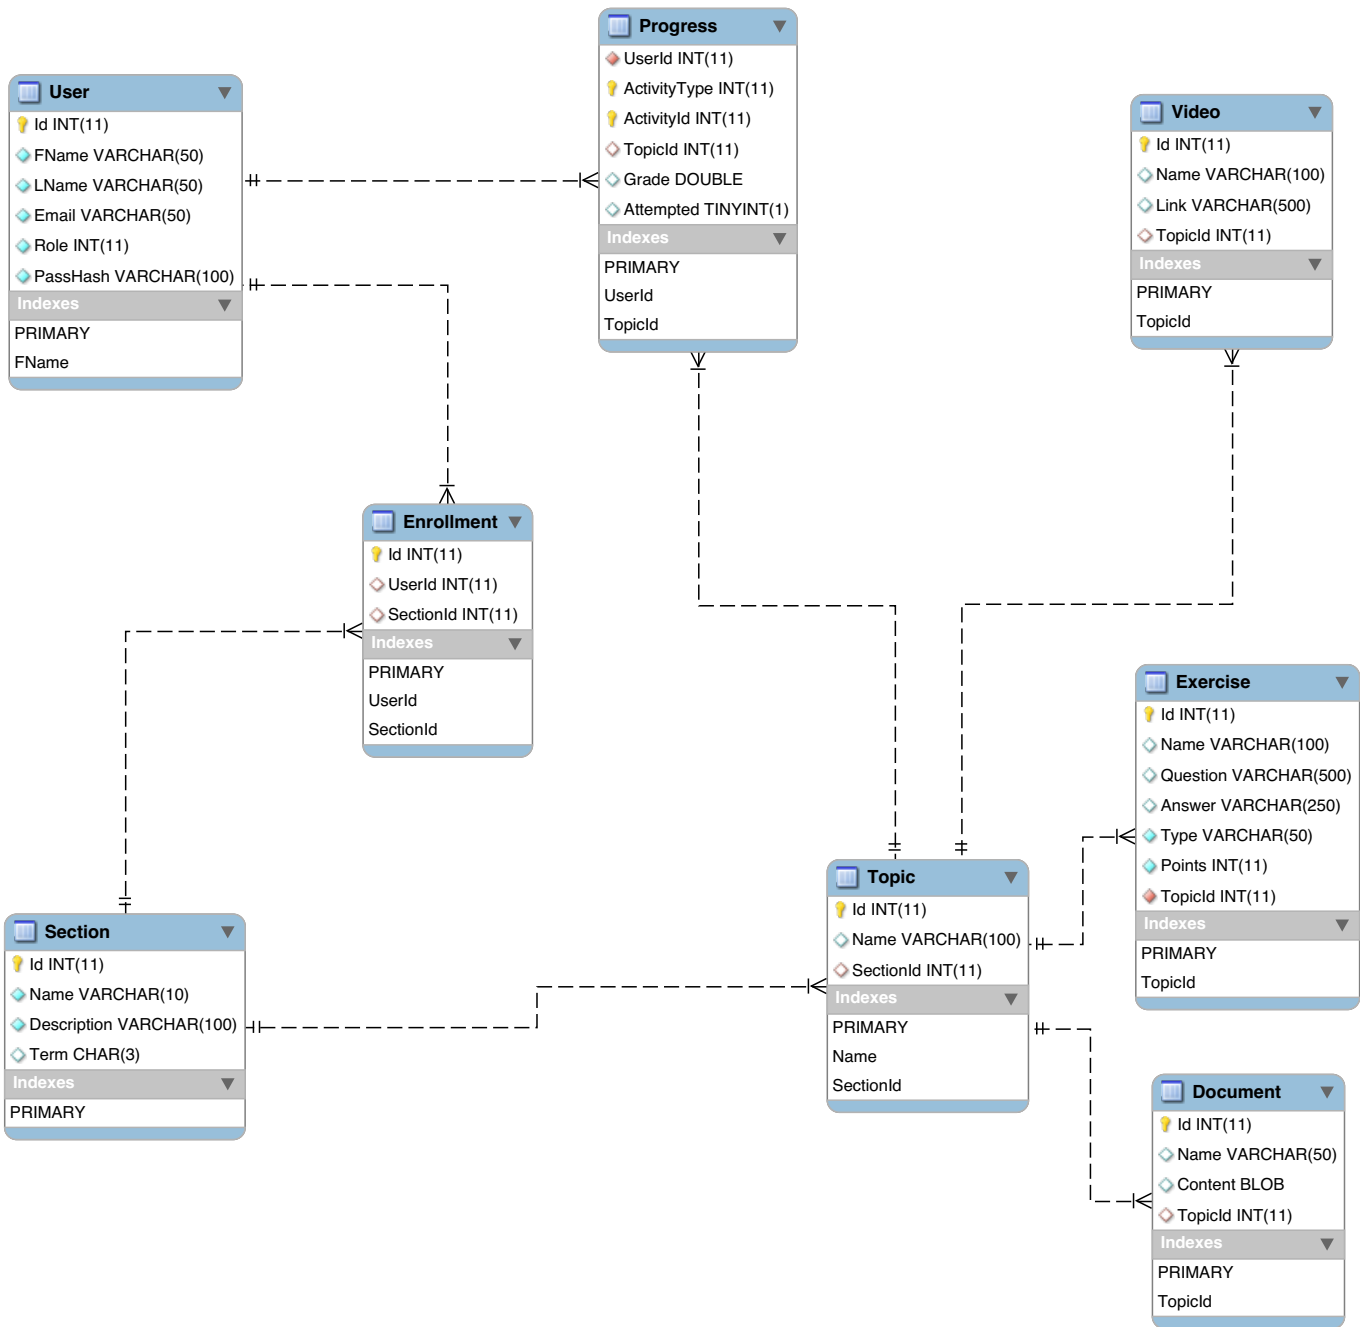 Progress
UserId INT(11)
ActivityType INT(11)
ActivityId INT(11)
TopicId INT(11)
Grade DOUBLE
Attempted TINYINT(1)
Indexes
PRIMARY
UserId
TopicId
User
Id INT(11)
FName VARCHAR(50)
LName VARCHAR(50)
Email VARCHAR(50)
Role INT(11)
PassHash VARCHAR(100)
Indexes
PRIMARY
FName
Video
Id INT(11)
Name VARCHAR(100)
Link VARCHAR(500)
TopicId INT(11)
Indexes
PRIMARY
TopicId
Enrollment
Id INT(11)
UserId INT(11)
SectionId INT(11)
Indexes
PRIMARY
UserId
SectionId
Exercise
Id INT(11)
Name VARCHAR(100)
Question VARCHAR(500)
Answer VARCHAR(250)
Type VARCHAR(50)
Points INT(11)
TopicId INT(11)
Indexes
PRIMARY
TopicId
Topic
Id INT(11)
Name VARCHAR(100)
SectionId INT(11)
Indexes
PRIMARY
Name
SectionId
Section
Id INT(11)
Name VARCHAR(10)
Description VARCHAR(100)
Term CHAR(3)
Indexes
PRIMARY
Document
Id INT(11)
Name VARCHAR(50)
Content BLOB
TopicId INT(11)
Indexes
PRIMARY
TopicId